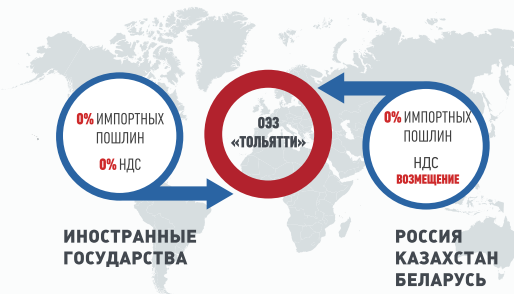 0% ИМПОРТНЫХ
ПОШЛИН
0% НДС
ОЭЗ
«ТОЛЬЯТТИ»
0% ИМПОРТНЫХ
ПОШЛИН
НДС
ВОЗМЕЩЕНИЕ
ИНОСТРАННЫЕ
ГОСУДАРСТВА
РОССИЯ
КАЗАХСТАН
БЕЛАРУСЬ